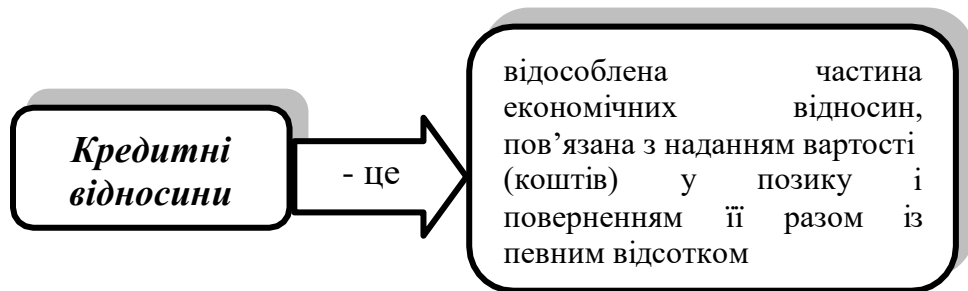 Кредитні
відносини
- це
відособлена частина
економічних відносин,
пов’язана з наданням вартості
(коштів) у позику і
поверненням її разом із
певним відсотком